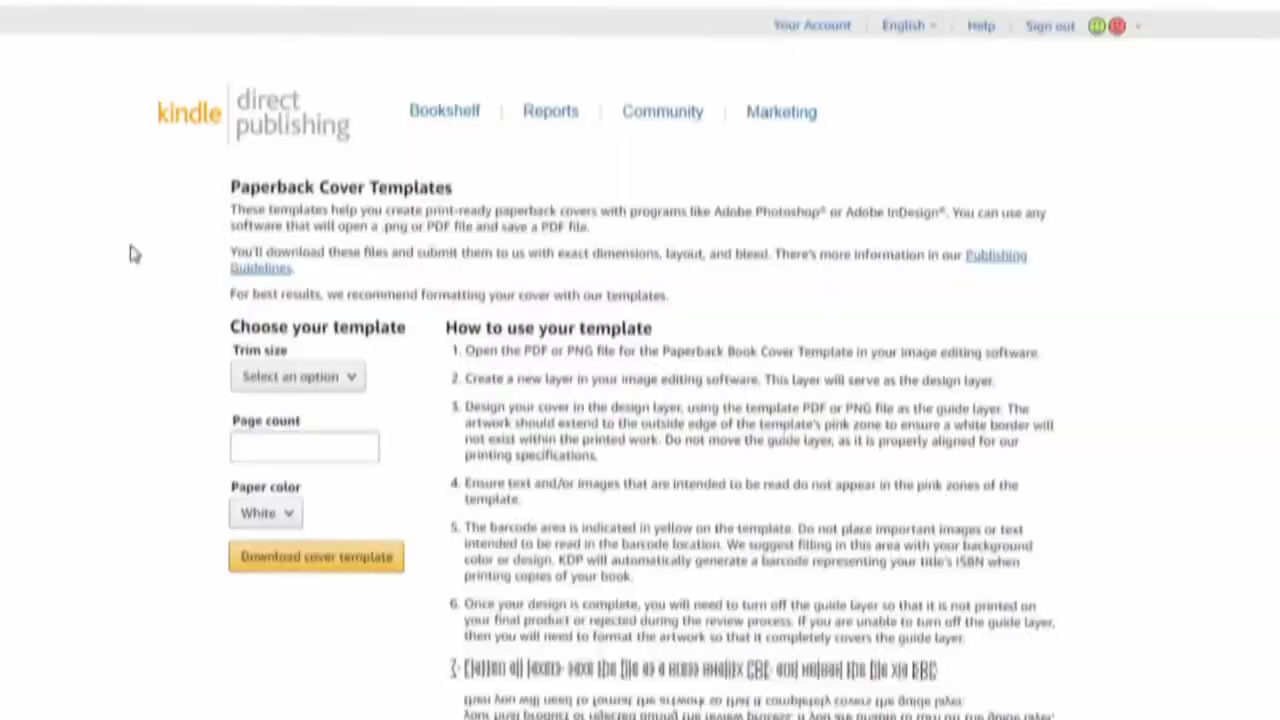 Your Account English Help Sign out
kindle direct publishing
Bookshelf Reports Community Marketing
Paperback Cover Templates
These templates help you create print-ready paperback covers with programs like Adobe Photoshop® or Adobe InDesign®. You can use any
software that will open a .png or PDF file and save a PDF file.
You'll download these files and submit them to us with exact dimensions, layout, and bleed. There's more information in our Publishing
Guidelines.
For best results, we recommend formatting your cover with our templates.
Choose your template
Trim size
Select an option
Page count
Paper color
White
Download cover template
How to use your template
1. Open the PDF or PNG file for the Paperback Book Cover Template in your image editing software.
2. Create a new layer in your image editing software. This layer will serve as the design layer.
3. Design your cover in the design layer, using the template PDF or PNG file as the guide layer. The
artwork should extend to the outside edge of the template's pink zone to ensure a white border will
not exist within the printed work. Do not move the guide layer, as it is properly aligned for our
printing specifications.
4. Ensure text and/or images that are intended to be read do not appear in the pink zones of the
template.
5. The barcode area is indicated in yellow on the template. Do not place important images or text
intended to be read in the barcode location. We suggest filling in this area with your background
color or design. KDP will automatically generate a barcode representing your title's ISBN when
printing copies of your book.
6. Once your design is complete, you will need to turn off the guide layer so that it is not printed on
your final product or rejected during the review process. If you are unable to turn off the guide layer,
then you will need to format the artwork so that it completely covers the guide layer.